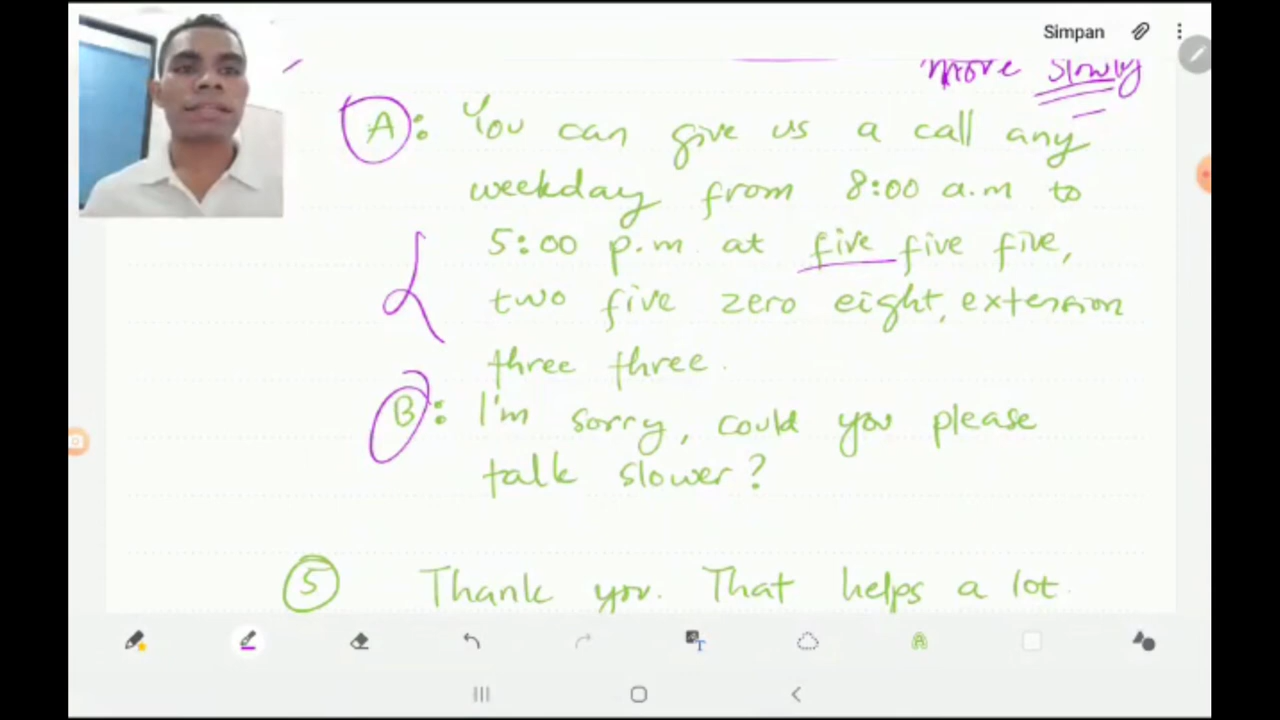 Simpan
more slowly
A: You can give us a call any
weekday from 8:00 a.m to
5:00 p.m. at five five five,
two five zero eight, extension
three three.
B: I'm sorry, could you please
talk slower?
5 Thank you. That helps a lot.